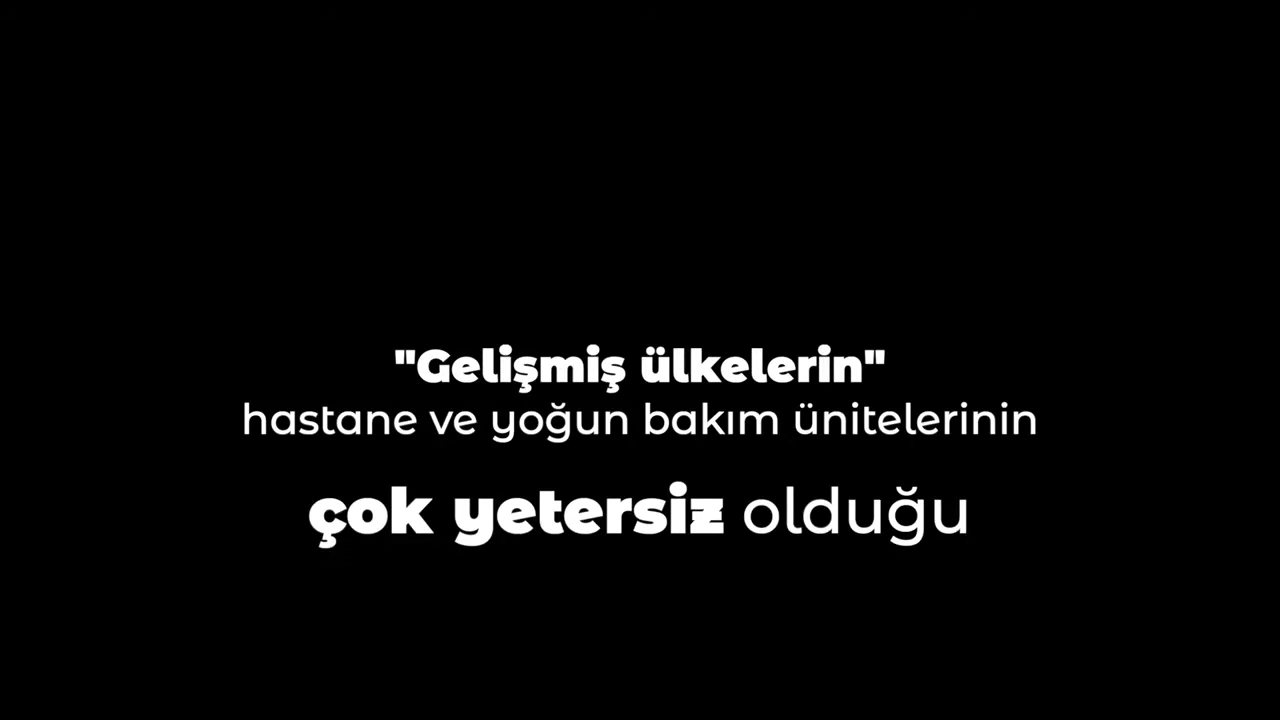 "Gelişmiş ülkelerin"
hastane ve yoğun bakım ünitelerinin
çok yetersiz olduğu